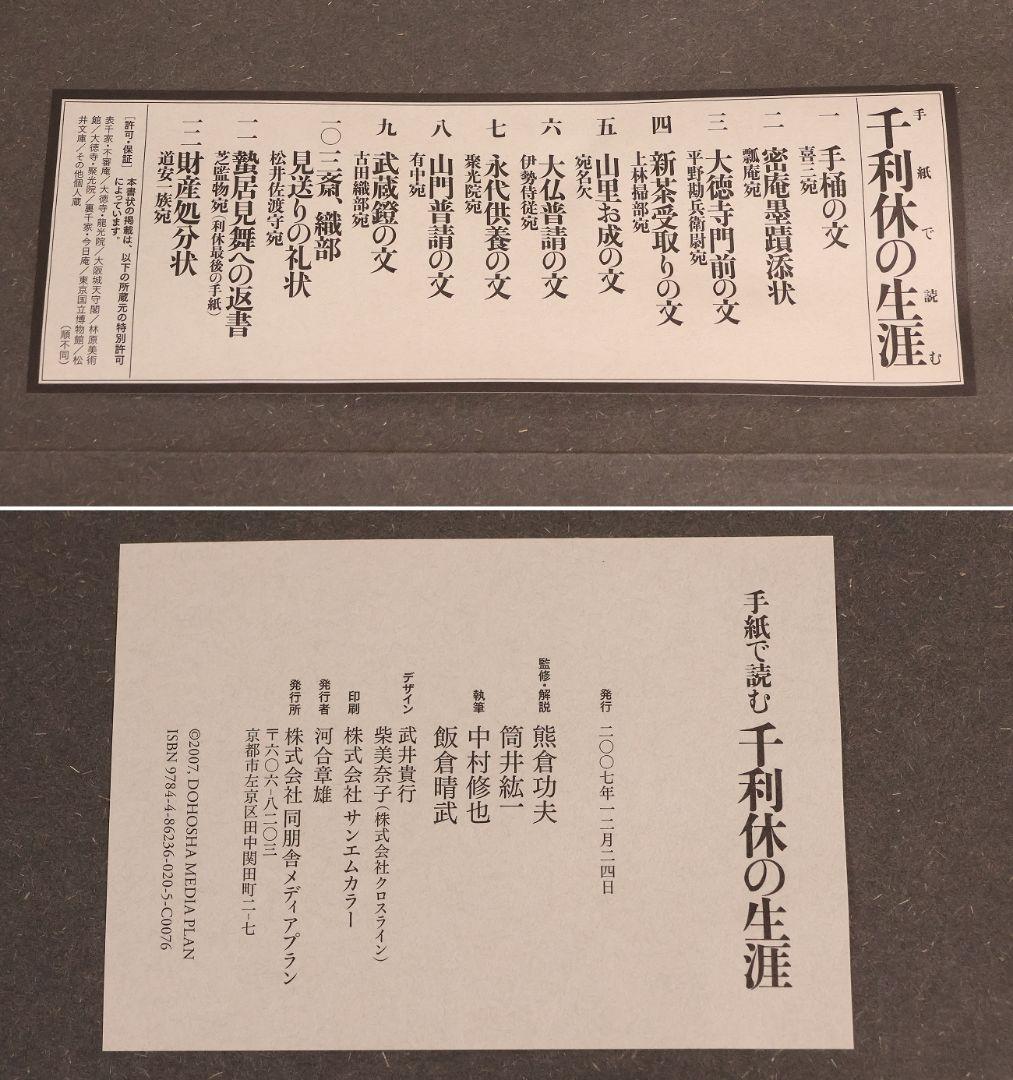 手紙で読む
千利休の生涯
一 手桶の文
喜三宛
二 密庵墨蹟添状
瓢庵宛
三 大徳寺門前の文
平野勘兵衛尉宛
四 新茶受取りの文
上林掃部宛
五 山里お成の文
宛名欠
六 大仏普請の文
伊勢侍従宛
七 永代供養の文
聚光院宛
八 山門普請の文
有中宛
九 武蔵鐙の文
古田織部宛
一〇 三斎、織部
見送りの礼状
松井佐渡守宛
一一 蟄居見舞への返書
芝監物宛(利休最後の手紙)
一二 財産処分状
道安一族宛
[許可・保証] 本書状の掲載は、以下の所蔵元の特別許可
によっています。
表千家・不審庵／大徳寺・龍光院／大阪城天守閣／林原美術
館／大徳寺・聚光院／裏千家・今日庵／東京国立博物館／松
井文庫／その他個人蔵
(順不同)
手紙で読む 千利休の生涯
発行 二〇〇七年一二月二四日
監修・解説 熊倉功夫
筒井紘一
執筆 中村修也
飯倉晴武
デザイン 武井貴行
柴美奈子(株式会社クロスライン)
印刷 株式会社 サンエムカラー
発行者 河合章雄
発行所 株式会社 同朋舎メディアプラン
〒六〇六-八二〇三
京都市左京区田中関田町二-七
©2007, DOHOSHA MEDIA PLAN
ISBN 9784-4-86236-020-5-C0076